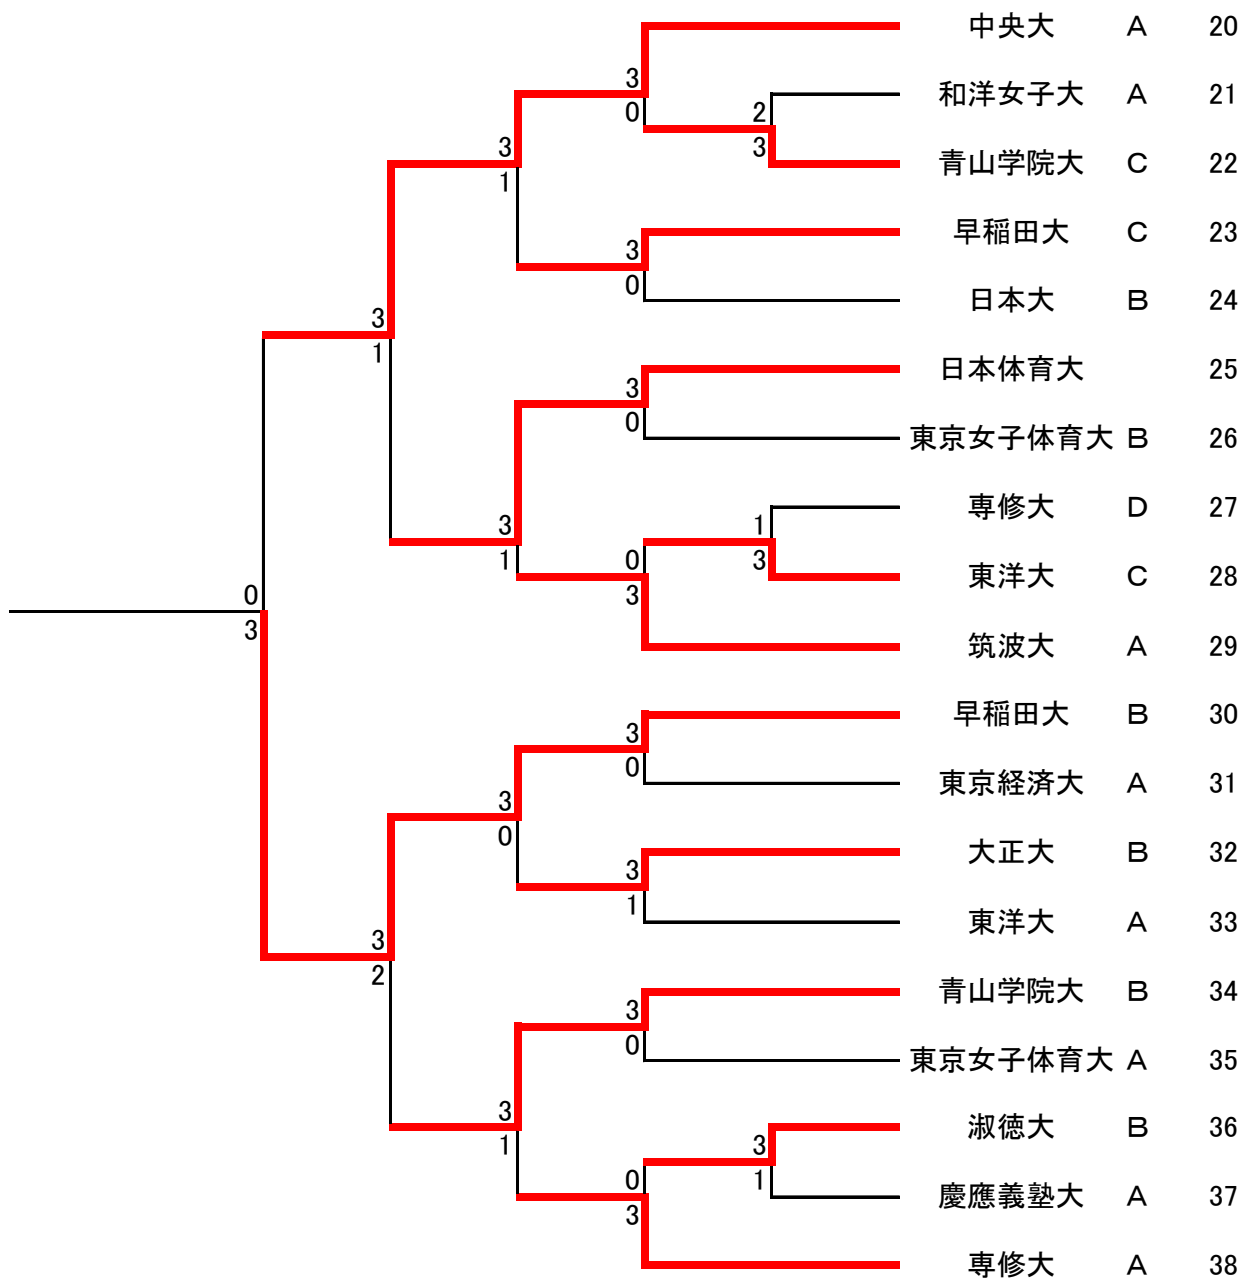 中央大 Ａ 20
3
0
和洋女子大 Ａ 21
2
3
3
1
青山学院大 Ｃ 22
早稲田大 Ｃ 23
3
0
日本大 Ｂ 24
3
1
日本体育大 25
3
0
東京女子体育大 Ｂ 26
専修大 Ｄ 27
3
1
1
3
0
3
東洋大 Ｃ 28
0
3
筑波大 Ａ 29
早稲田大 Ｂ 30
3
0
東京経済大 Ａ 31
3
0
大正大 Ｂ 32
3
1
東洋大 Ａ 33
3
2
青山学院大 Ｂ 34
3
0
東京女子体育大 Ａ 35
3
1
淑徳大 Ｂ 36
3
1
0
3
慶應義塾大 Ａ 37
専修大 Ａ 38